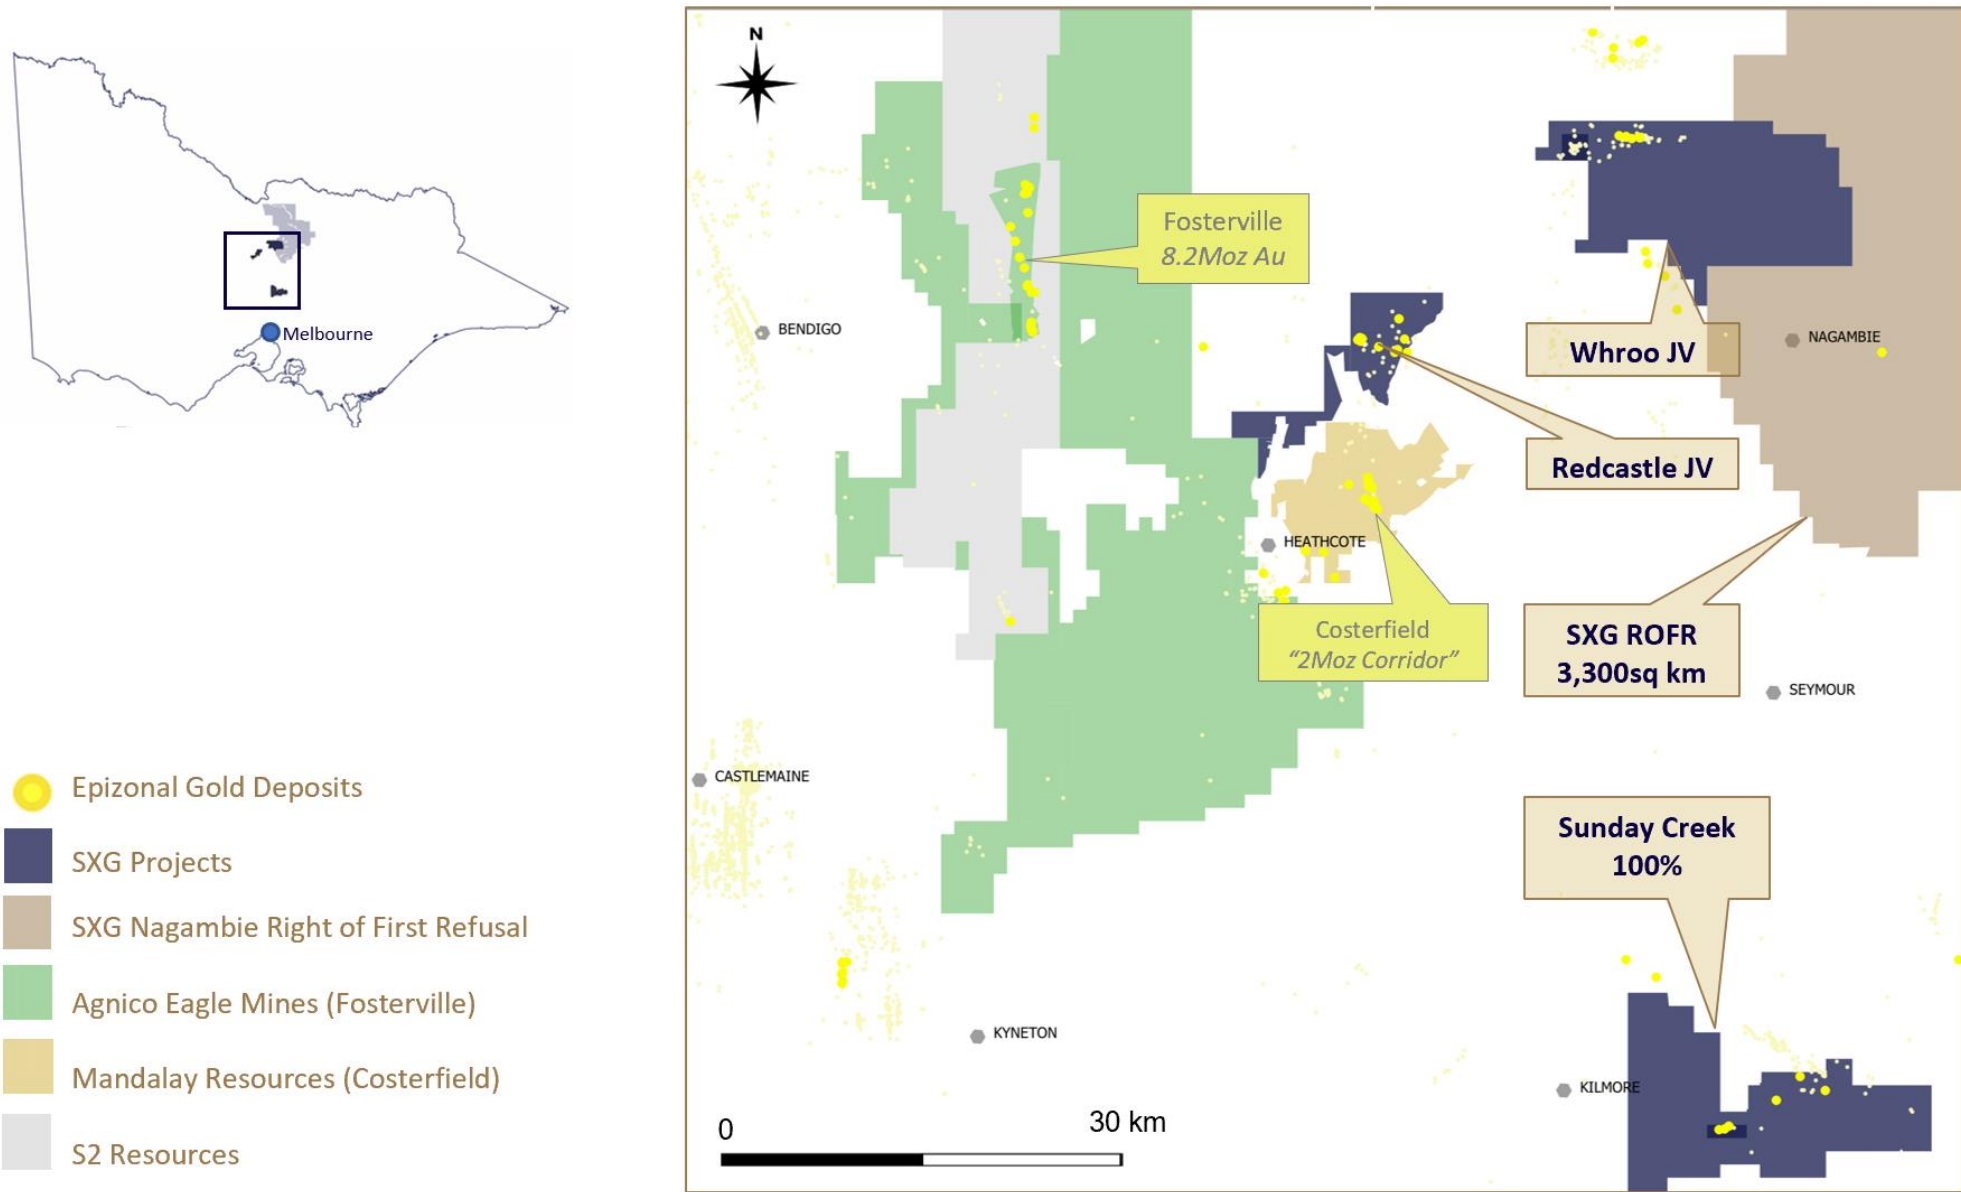 Melbourne
Epizonal Gold Deposits
SXG Projects
SXG Nagambie Right of First Refusal
Agnico Eagle Mines (Fosterville)
Mandalay Resources (Costerfield)
S2 Resources
N
Fosterville
8.2Moz Au
BENDIGO
NAGAMBIE
Whroo JV
Redcastle JV
HEATHCOTE
Costerfield
“2Moz Corridor”
SXG ROFR
3,300sq km
SEYMOUR
CASTLEMAINE
Sunday Creek
100%
KYNETON
KILMORE
0
30 km